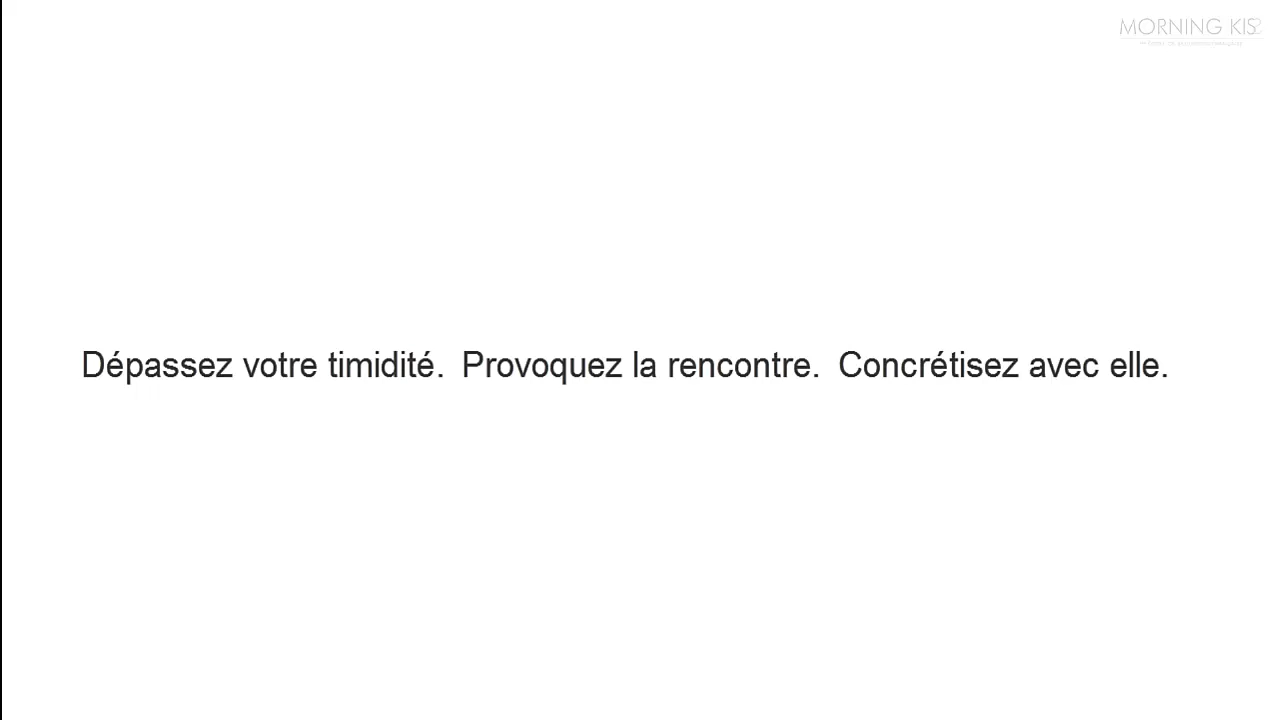 MORNING KISS
Dépassez votre timidité. Provoquez la rencontre. Concrétisez avec elle.